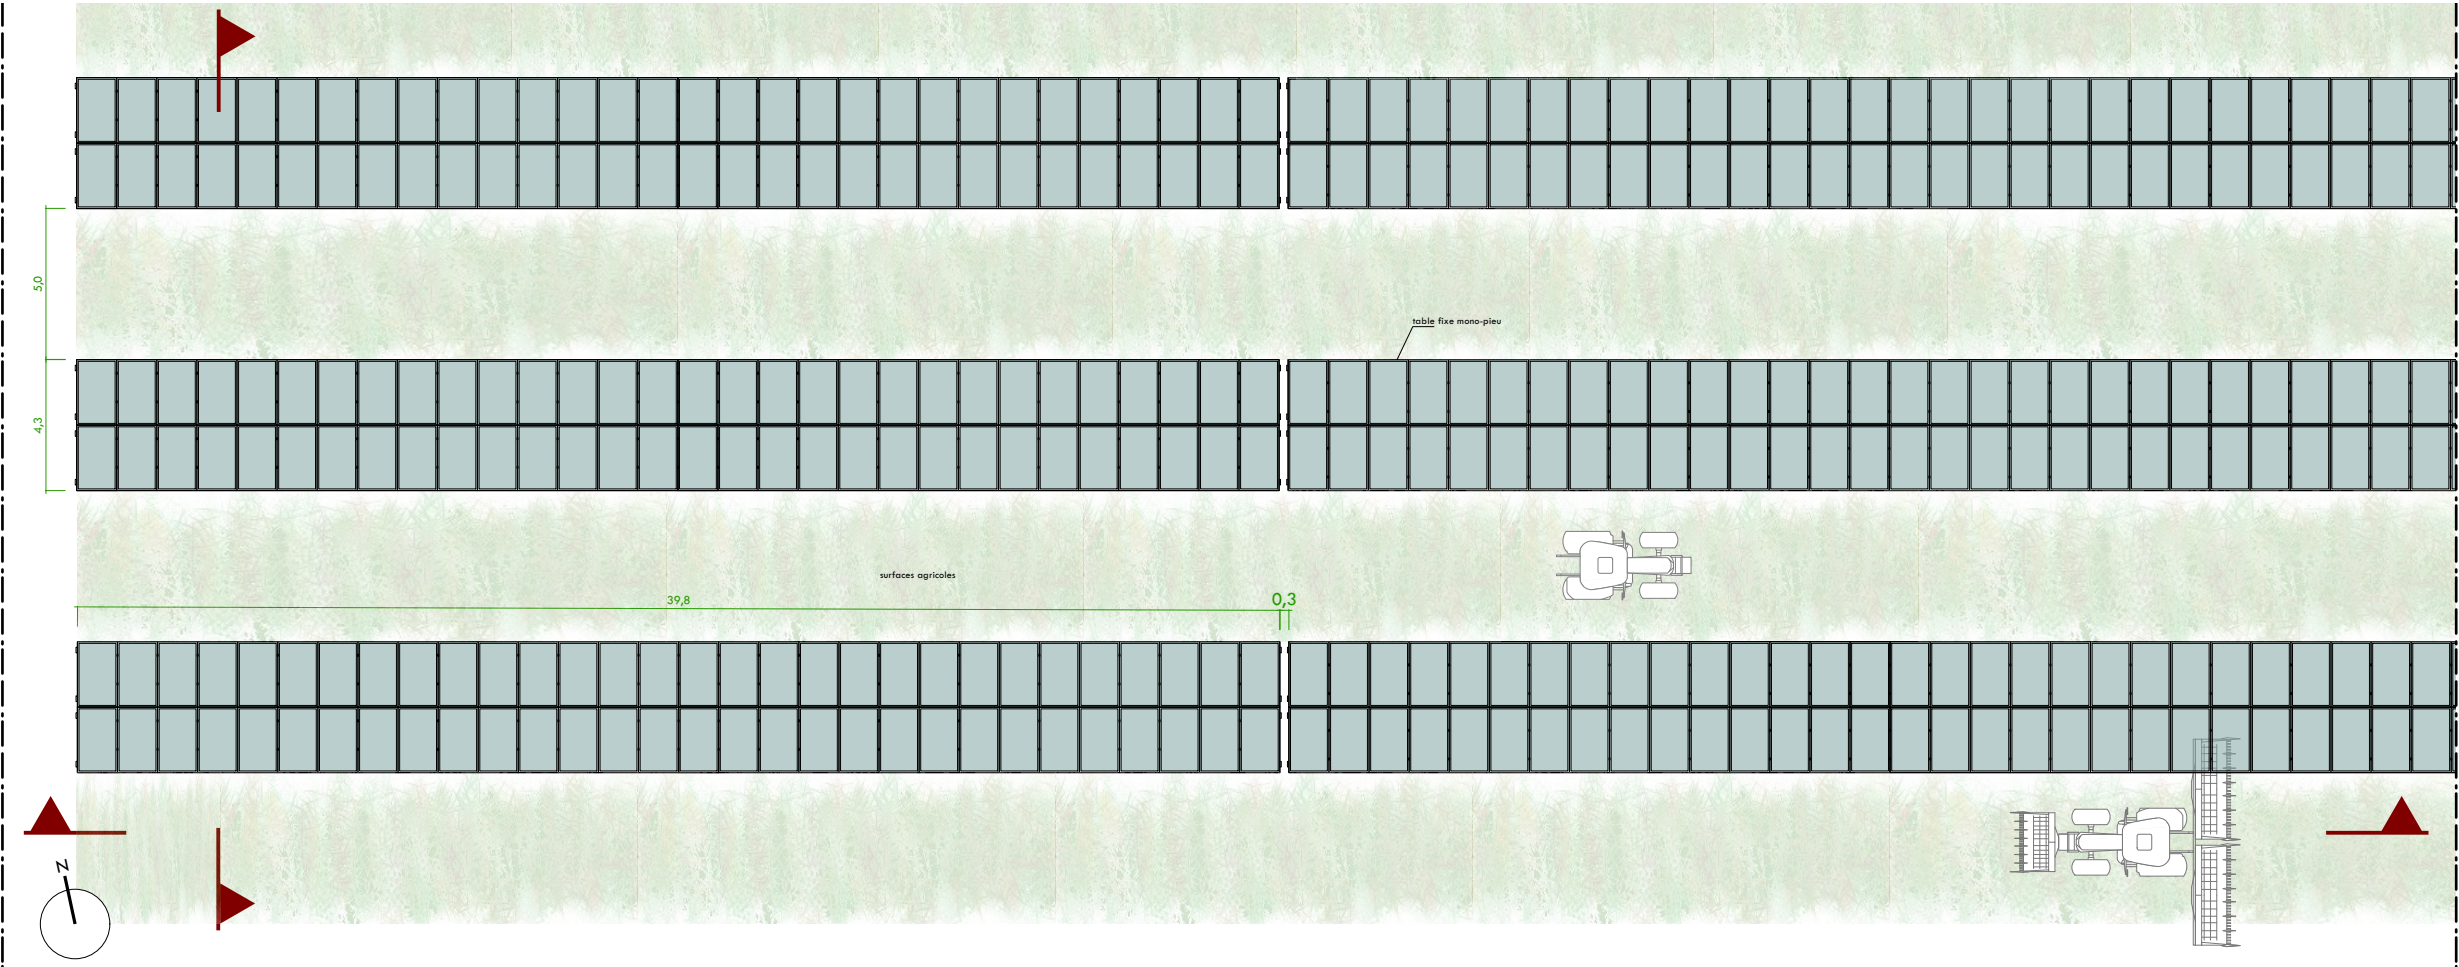 5,0
table fixe mono-pieu
4,3
surfaces agricoles
39,8
0,3
N